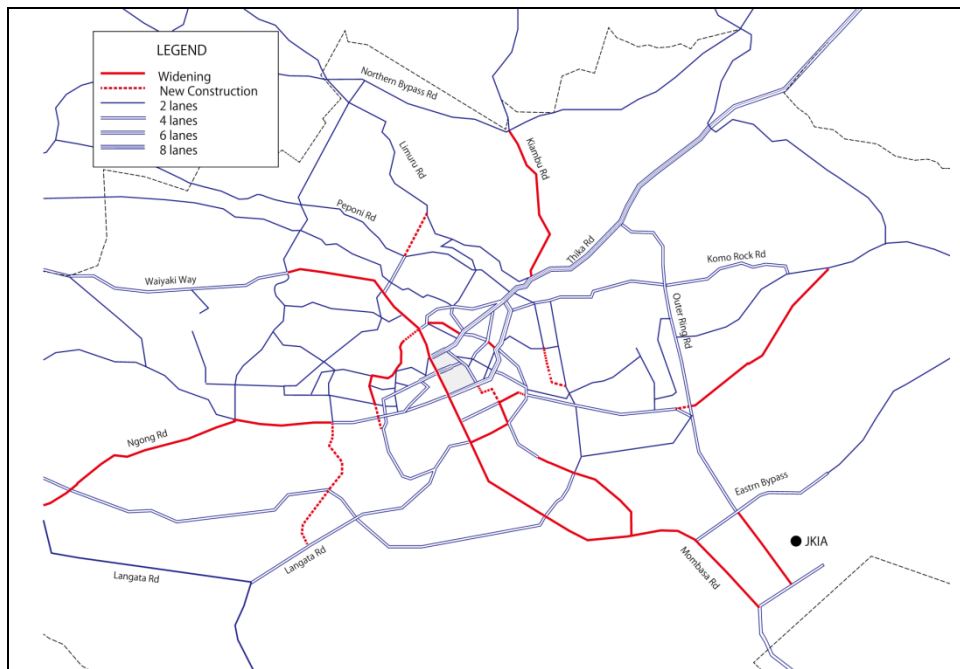 LEGEND
Widening
New Construction
2 lanes
4 lanes
6 lanes
8 lanes
Northern Bypass Rd
Kiambu Rd
Limuru Rd
Peponi Rd
Thika Rd
Waiyaki Way
Komo Rock Rd
Outer Ring Rd
Ngong Rd
Eastrn Bypass
JKIA
Langata Rd
Mombasa Rd
Langata Rd